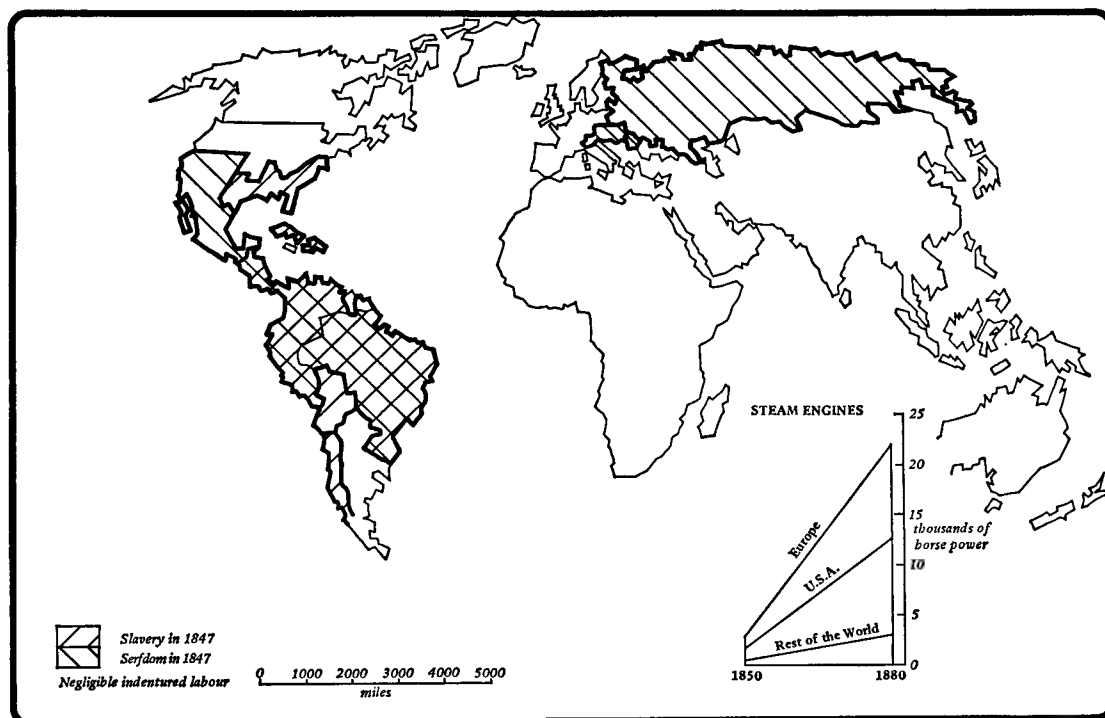 STEAM ENGINES
25
20
15
10
5
0
thousands of
horse power
Europe
U.S.A.
Rest of the World
1850
1880
Slavery in 1847
Serfdom in 1847
Negligible indentured labour
0 1000 2000 3000 4000 5000
miles